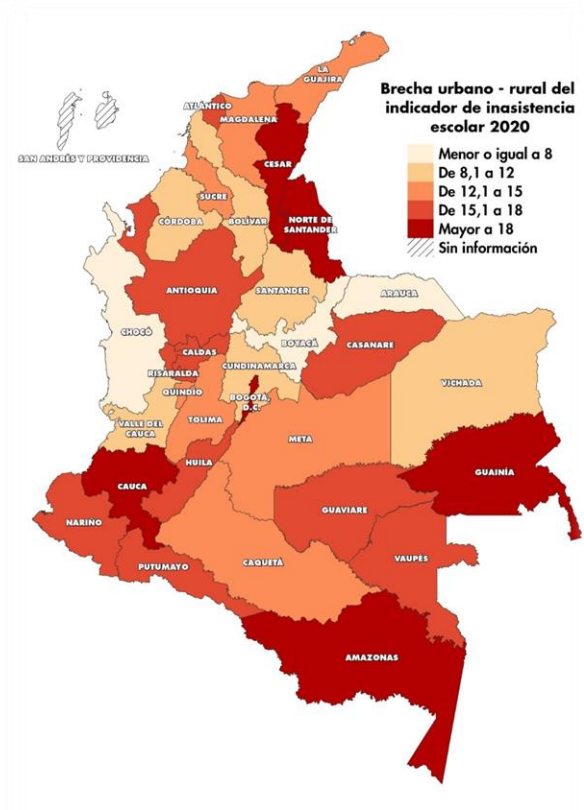 Brecha urbano - rural del
indicador de inasistencia
escolar 2020
Menor o igual a 8
De 8,1 a 12
De 12,1 a 15
De 15,1 a 18
Mayor a 18
Sin información
LA
GUAJIRA
ATLÁNTICO
MAGDALENA
SAN ANDRÉS Y PROVIDENCIA
CESAR
SUCRE
CÓRDOBA
BOLÍVAR
NORTE DE
SANTANDER
ANTIOQUIA
SANTANDER
ARAUCA
CHOCÓ
BOYACÁ
CASANARE
CALDAS
CUNDINAMARCA
RISARALDA
VICHADA
QUINDÍO
BOGOTÁ,
D.C.
TOLIMA
VALLE DEL
CAUCA
META
HUILA
GUAINÍA
CAUCA
GUAVIARE
NARIÑO
VAUPÉS
CAQUETÁ
PUTUMAYO
AMAZONAS